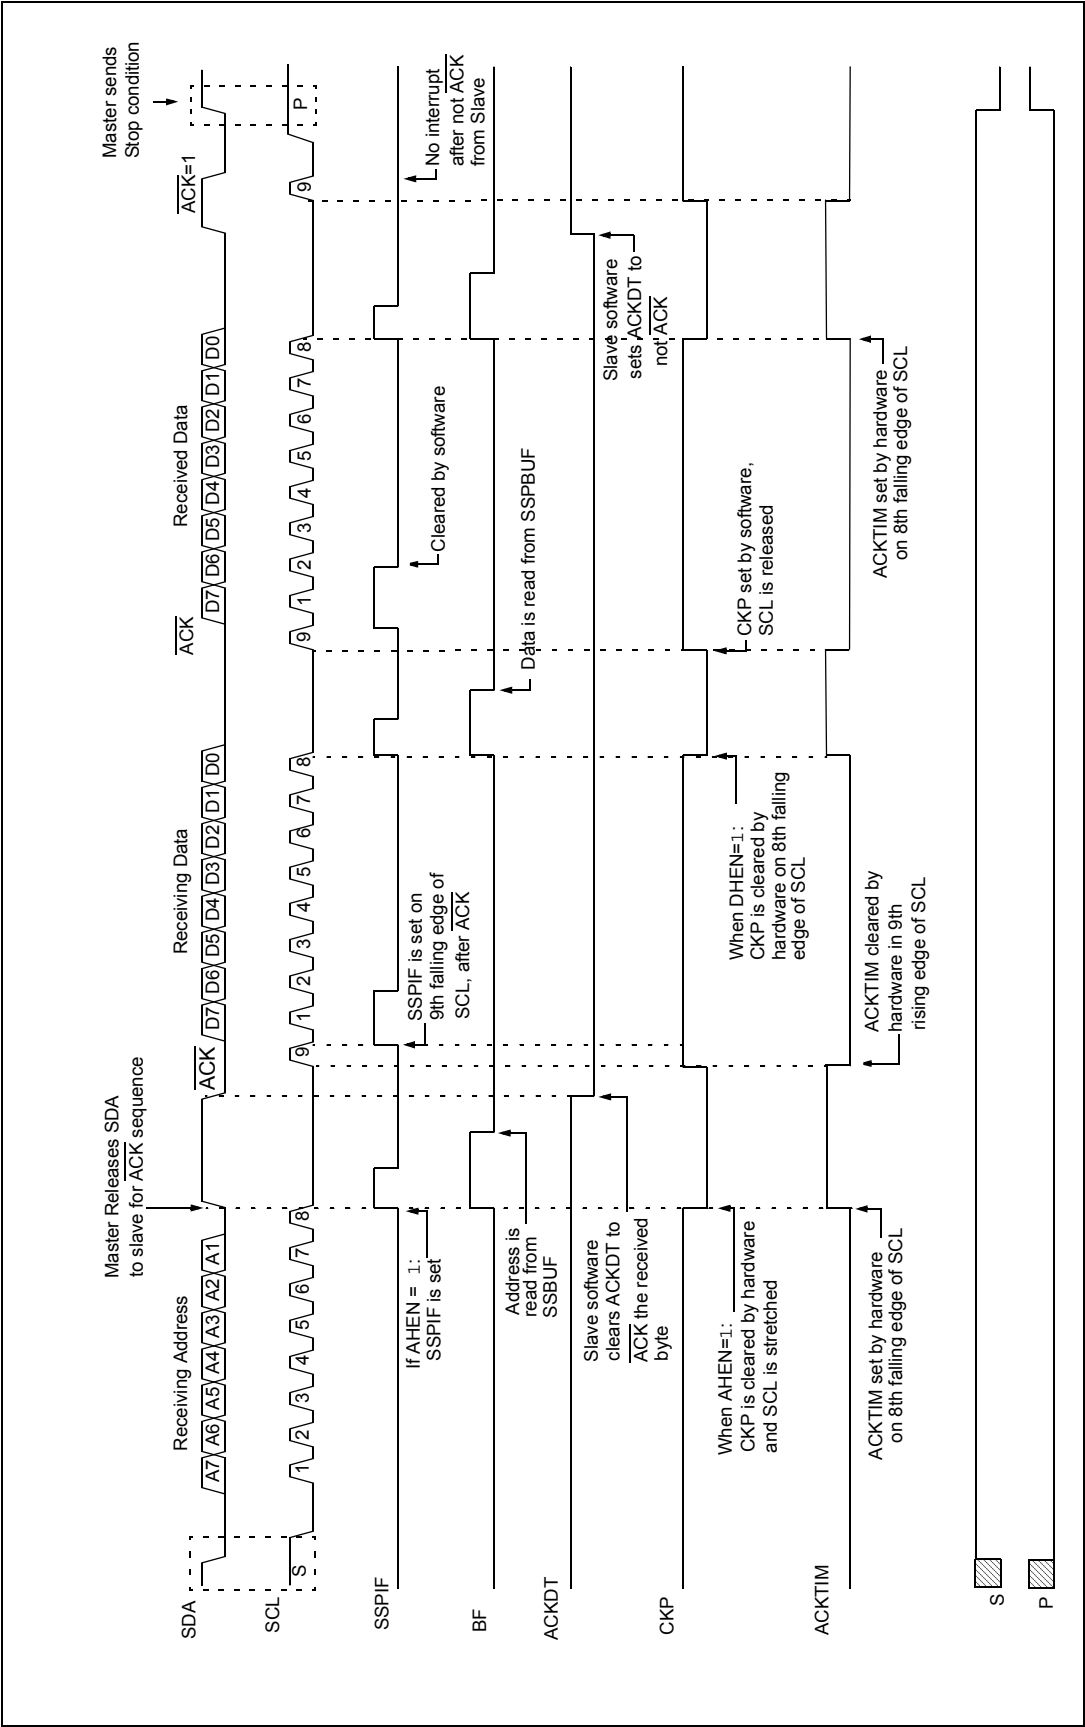 Master Releases SDA
to slave for ACK sequence
Master sends
Stop condition
Receiving Address
Receiving Data
Received Data
ACK
ACK
ACK=1
SDA
A7 A6 A5 A4 A3 A2 A1
D7 D6 D5 D4 D3 D2 D1 D0
D7 D6 D5 D4 D3 D2 D1 D0
SCL
S
1 2 3 4 5 6 7 8 9
1 2 3 4 5 6 7 8 9
1 2 3 4 5 6 7 8 9
P
SSPIF
If AHEN = 1:
SSPIF is set
SSPIF is set on
9th falling edge of
SCL, after ACK
Cleared by software
No interrupt
after not ACK
from Slave
BF
Address is
read from
SSBUF
Data is read from SSPBUF
ACKDT
Slave software
clears ACKDT to
ACK the received
byte
Slave software
sets ACKDT to
not ACK
CKP
When AHEN=1:
CKP is cleared by hardware
and SCL is stretched
When DHEN=1:
CKP is cleared by
hardware on 8th falling
edge of SCL
CKP set by software,
SCL is released
ACKTIM
ACKTIM set by hardware
on 8th falling edge of SCL
ACKTIM cleared by
hardware in 9th
rising edge of SCL
ACKTIM set by hardware
on 8th falling edge of SCL
S
P